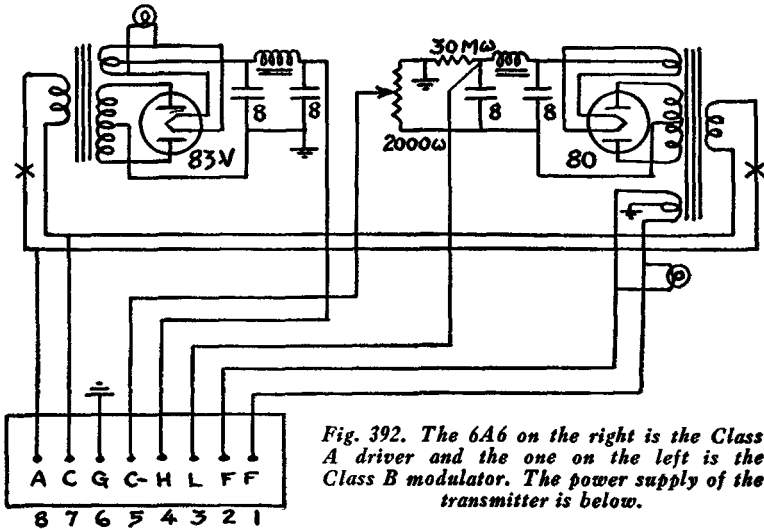 30 Mω
8
8
8
8
83·V
2000ω
80
A C G C- H L F F
8 7 6 5 4 3 2 1
Fig. 392. The 6A6 on the right is the Class
A driver and the one on the left is the
Class B modulator. The power supply of the
transmitter is below.